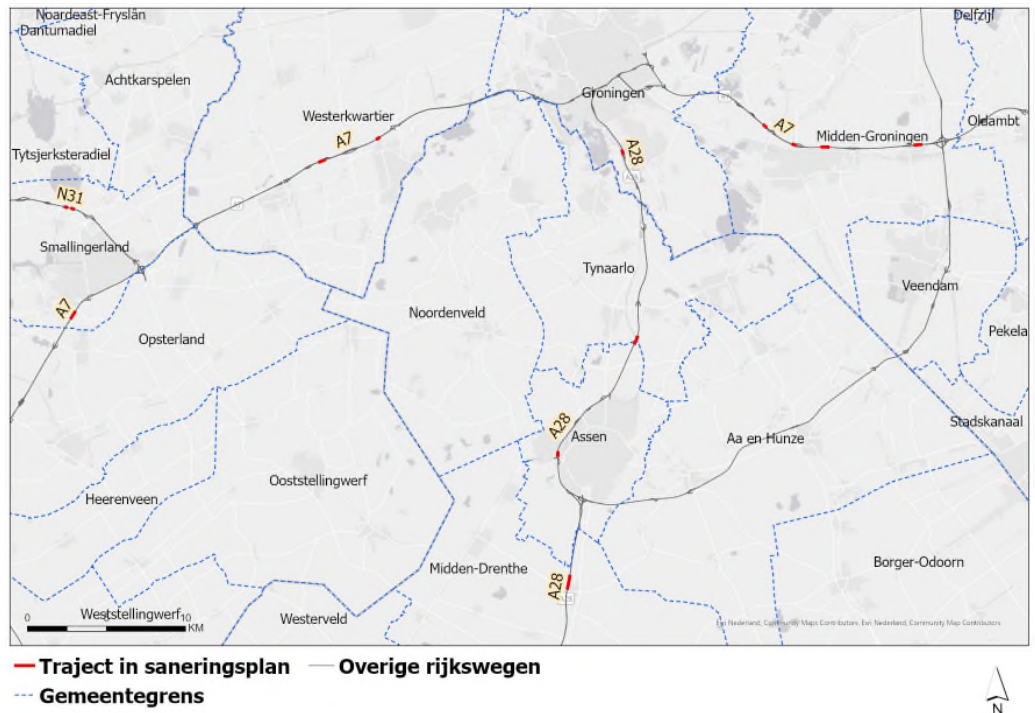 Noardeast-Fryslân
Dantumadiel
Delfzijl
Achtkarspelen
Groningen
Westerkwartier
A7
A7
Oldambt
Midden-Groningen
Tytsjerksteradiel
A28
N31
Smallingerland
Tynaarlo
Veendam
A7
Noordenveld
Opsterland
Pekela
A28
Assen
Aa en Hunze
Stadskanaal
Ooststellingwerf
Heerenveen
Midden-Drenthe
A28
Borger-Odoorn
Weststellingwerf
Westerveld
0 10
KM
Esri Nederland, Community Maps Contributors, Esri Nederland, Community Map Contributors
Traject in saneringsplan
Overige rijkswegen
Gemeentegrens
N